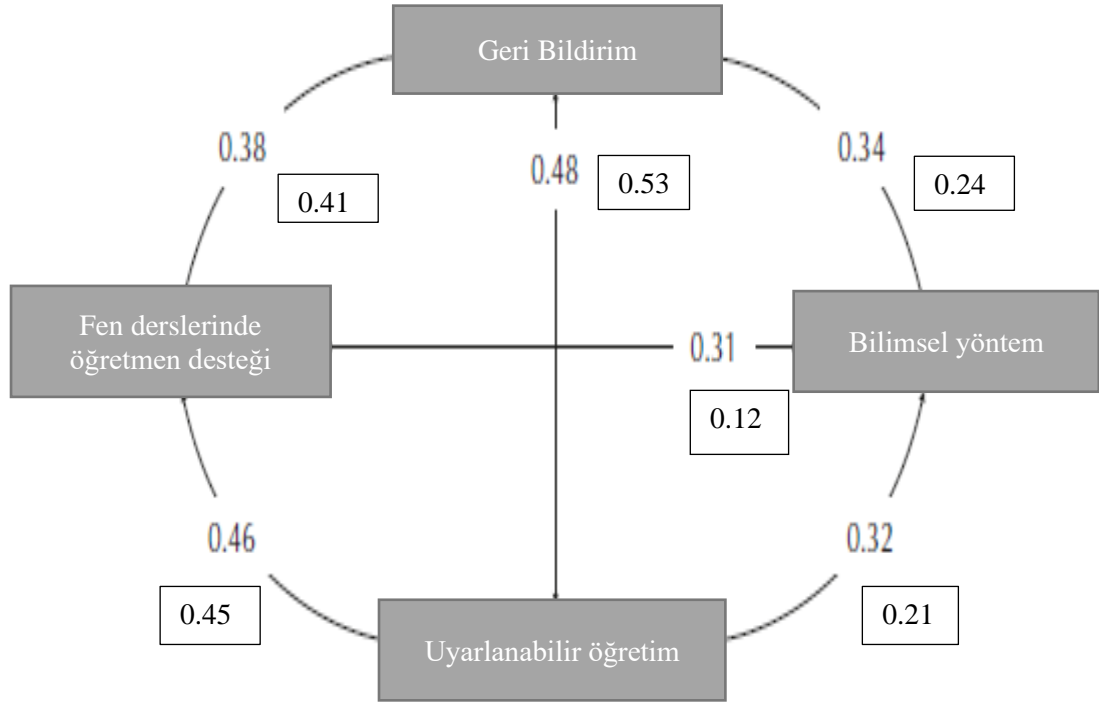 Geri Bildirim
0.38
0.34
0.48
0.53
0.24
0.41
Fen derslerinde
öğretmen desteği
0.31
Bilimsel yöntem
0.12
0.46
0.32
0.45
0.21
Uyarlanabilir öğretim